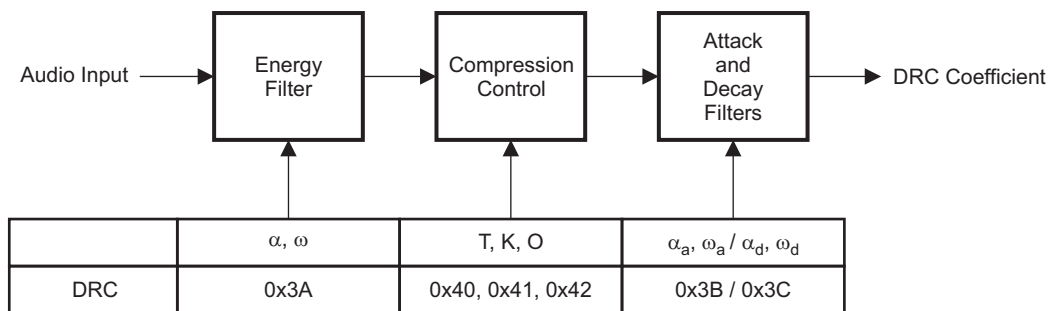 Audio Input
Energy
Filter
Compression
Control
Attack
and
Decay
Filters
DRC Coefficient
α, ω
T, K, O
αa, ωa / αd, ωd
DRC
0x3A
0x40, 0x41, 0x42
0x3B / 0x3C